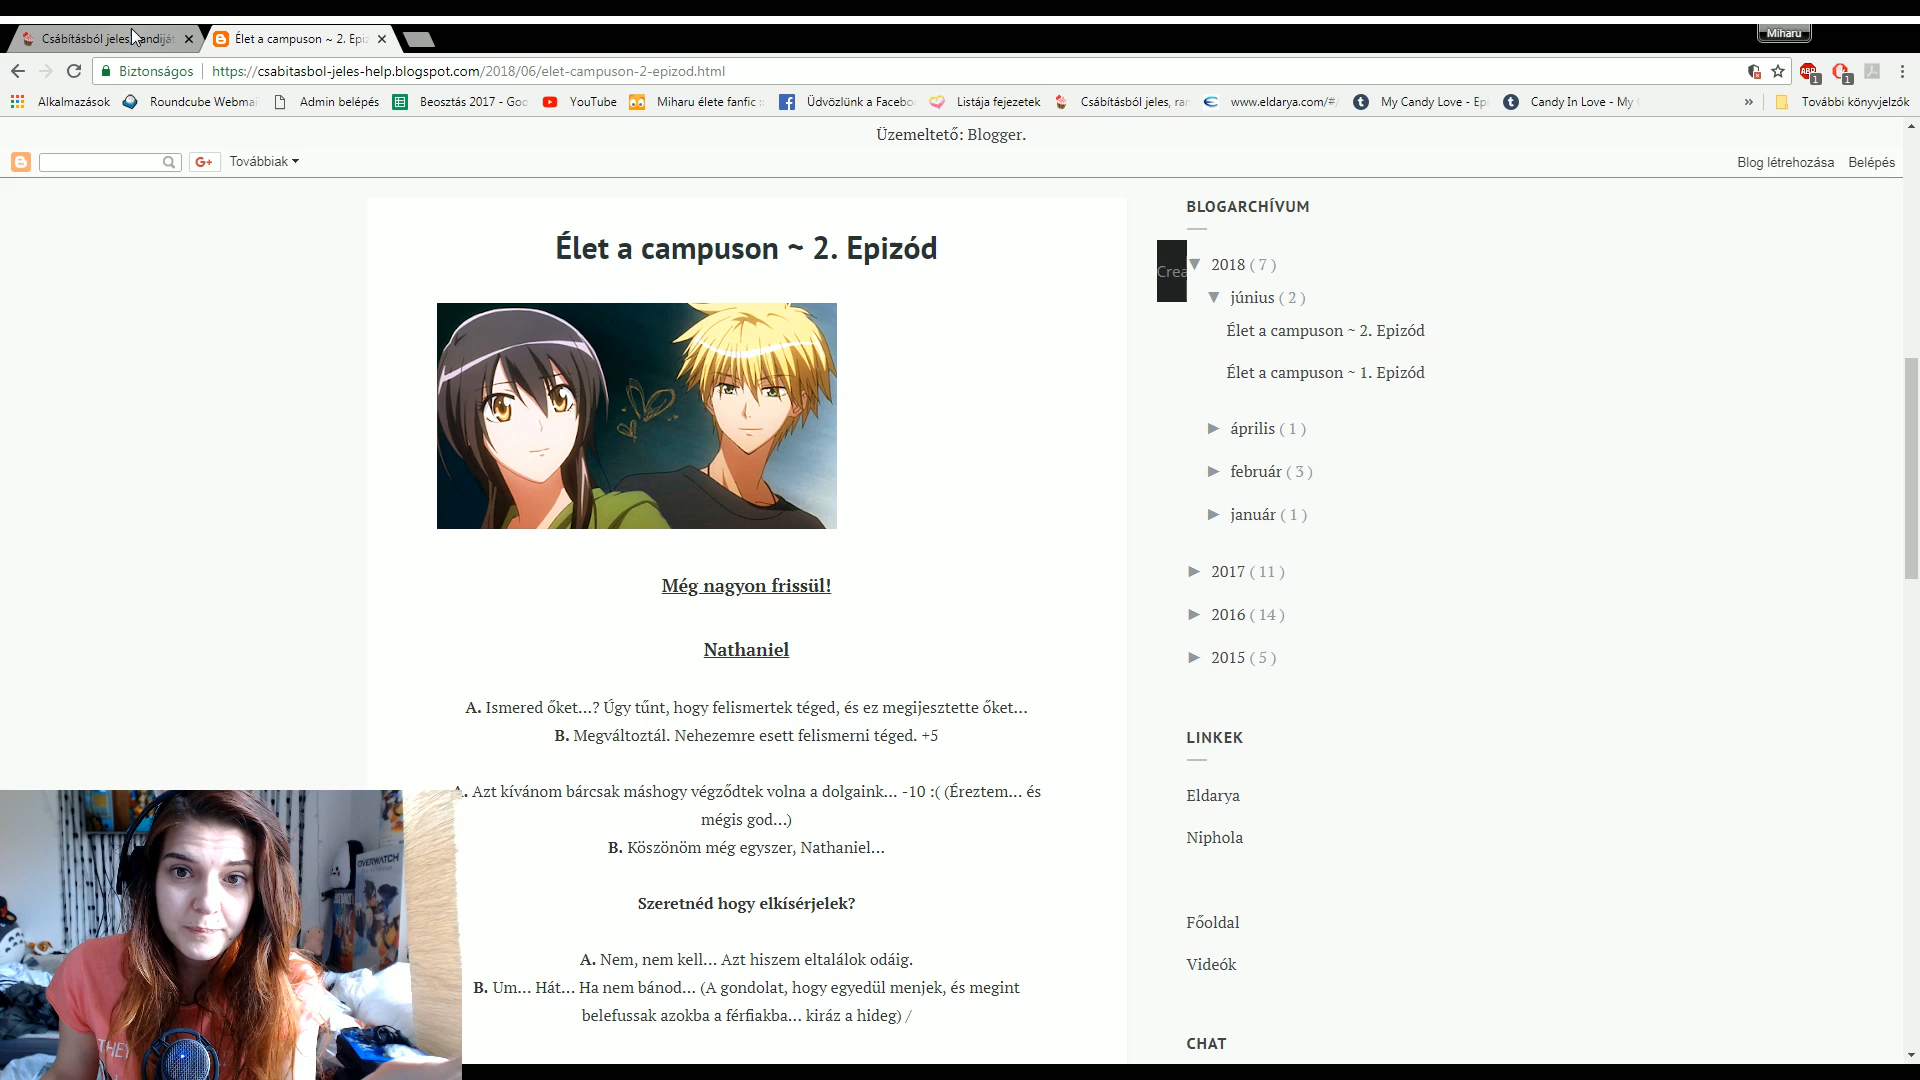 Csábításból jeles
Élet a campuson ~ 2. Epiz
Miharu
Biztonságos
https://csabitasbol-jeles-help.blogspot.com/2018/06/elet-campuson-2-epizod.html
Alkalmazások
Roundcube Webmai
Admin belépés
Beosztás 2017 - Goo
YouTube
Miharu élete fanfic
Üdvözlünk a Facebo
Listája fejezetek
Csábításból jeles, ran
www.eldarya.com/#/
My Candy Love - Ep
Candy In Love - My
További könyvjelzők
Üzemeltető: Blogger.
G+
Továbbiak
Blog létrehozása
Belépés
Élet a campuson ~ 2. Epizód
Még nagyon frissül!
Nathaniel
A. Ismered őket...? Úgy tűnt, hogy felismertek téged, és ez megijesztette őket...
B. Megváltoztál. Nehezemre esett felismerni téged. +5
Azt kívánom bárcsak máshogy végződtek volna a dolgaink... -10 :( (Éreztem... és
mégis god...)
B. Köszönöm még egyszer, Nathaniel...
Szeretnéd hogy elkísérjelek?
A. Nem, nem kell... Azt hiszem eltalálok odáig.
B. Um... Hát... Ha nem bánod... (A gondolat, hogy egyedül menjek, és megint
belefussak azokba a férfiakba... kiráz a hideg) /
BLOGARCHÍVUM
Crea
▼ 2018 ( 7 )
▼ június ( 2 )
Élet a campuson ~ 2. Epizód
Élet a campuson ~ 1. Epizód
► április ( 1 )
► február ( 3 )
► január ( 1 )
► 2017 ( 11 )
► 2016 ( 14 )
► 2015 ( 5 )
LINKEK
Eldarya
Niphola
Főoldal
Videók
CHAT
OVERWATCH
THEY